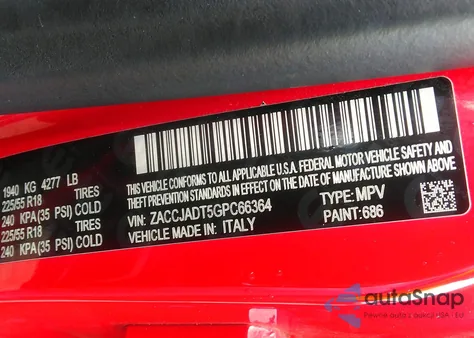 1940 KG 4277 LB
225/55 R18 TIRES
240 KPA(35 PSI) COLD
225/55 R18 TIRES
240 KPA(35 PSI) COLD
THIS VEHICLE CONFORMS TO ALL APPLICABLE U.S.A. FEDERAL MOTOR VEHICLE SAFETY AND
THEFT PREVENTION STANDARDS IN EFFECT ON THE DATE OF MANUFACTURE SHOWN ABOVE.
VIN: ZACCJADT5GPC66364 TYPE: MPV
VEHICLE MADE IN: ITALY PAINT: 686
autoSnap